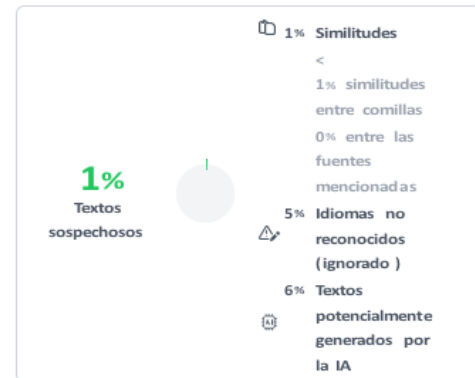 1%
Textos
sospechosos
1% Similitudes
<
1% similitudes
entre comillas
0% entre las
fuentes
mencionadas
5% Idiomas no
reconocidos
(ignorado )
6% Textos
potencialmente
generados por
la IA
AI